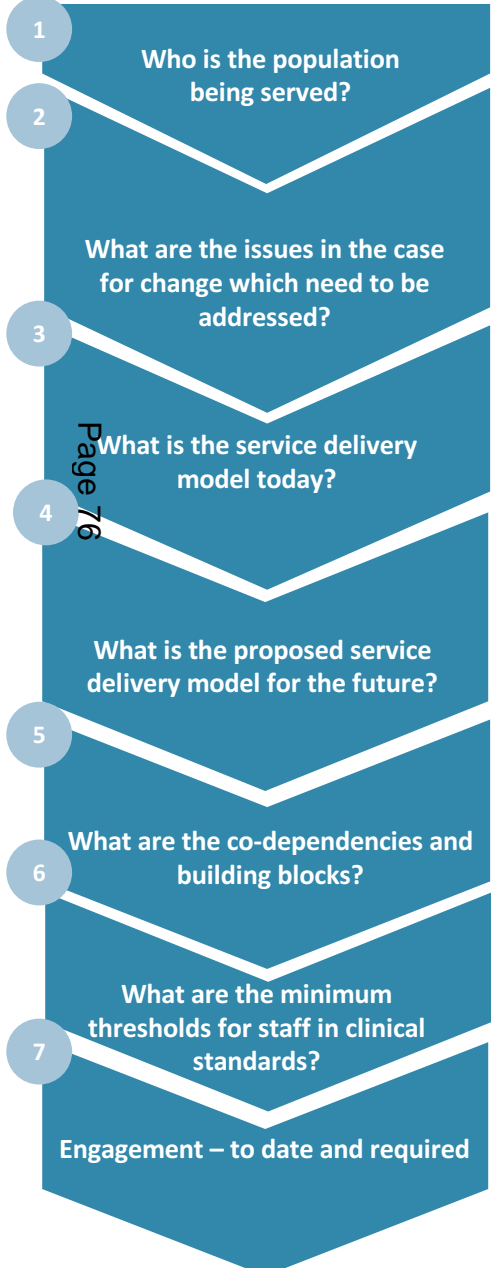 1
Who is the population
being served?
2
What are the issues in the case
for change which need to be
addressed?
3
What is the service delivery
model today?
Page 76
4
What is the proposed service
delivery model for the future?
5
What are the co-dependencies and
building blocks?
6
What are the minimum
thresholds for staff in clinical
standards?
7
Engagement – to date and required